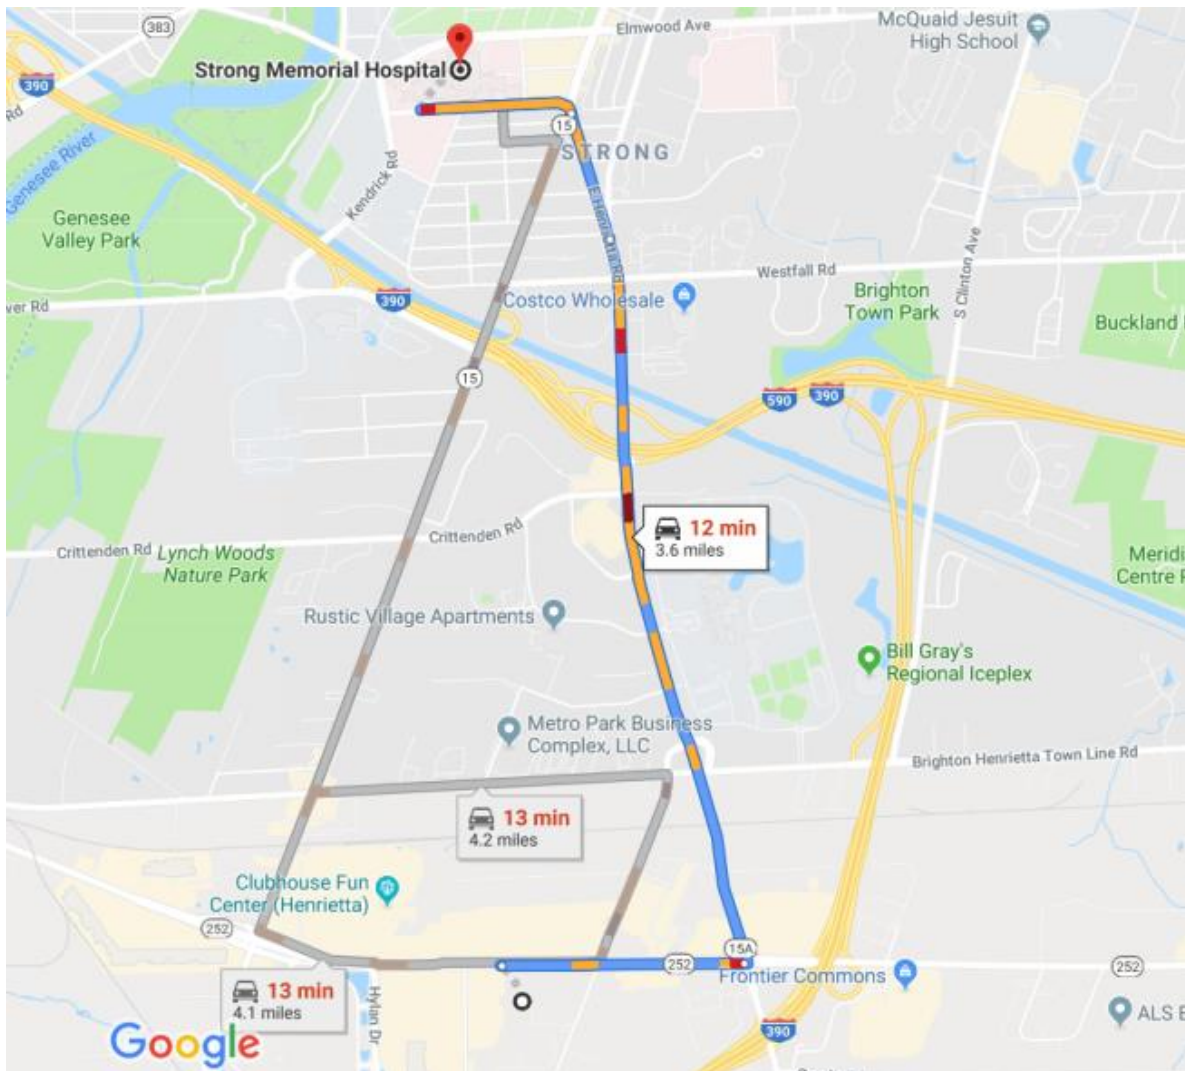 383
Elmwood Ave
McQuaid Jesuit
High School
Strong Memorial Hospital
390
Rd
15
STRONG
Genesee River
Kendrick Rd
Genesee
Valley Park
E Henrietta Rd
S Clinton Ave
Westfall Rd
390
Costco Wholesale
Brighton
Town Park
ver Rd
Buckland
15
590
390
12 min
3.6 miles
Crittenden Rd
Crittenden Rd
Lynch Woods
Nature Park
Meridi
Centre P
Rustic Village Apartments
Bill Gray's
Regional Iceplex
Metro Park Business
Complex, LLC
Brighton Henrietta Town Line Rd
13 min
4.2 miles
Clubhouse Fun
Center (Henrietta)
252
15A
252
252
Frontier Commons
13 min
4.1 miles
Hylan Dr
ALS
390
Google